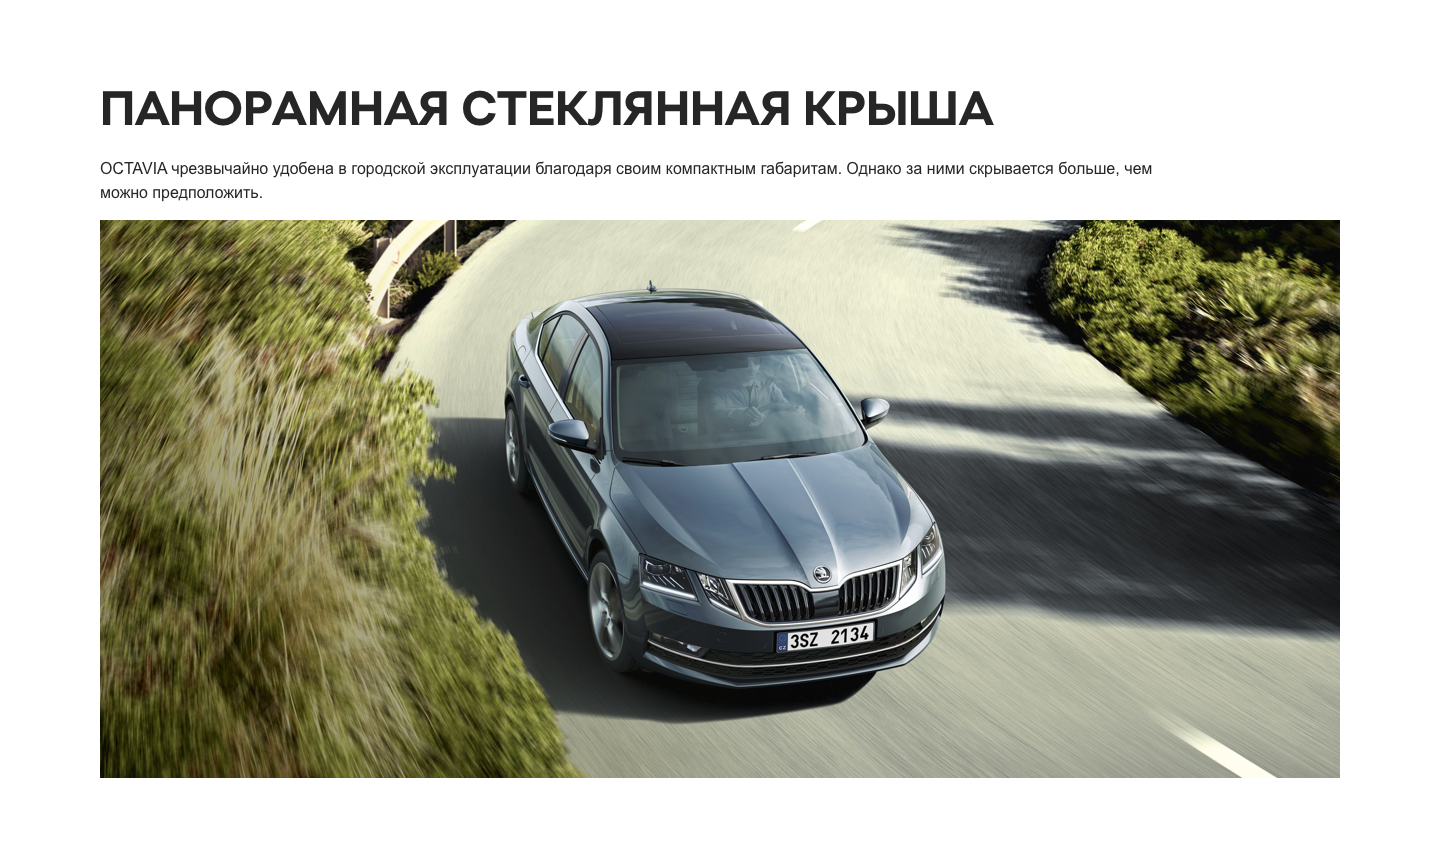 ПАНОРАМНАЯ СТЕКЛЯННАЯ КРЫША
OCTAVIA чрезвычайно удобена в городской эксплуатации благодаря своим компактным габаритам. Однако за ними скрывается больше, чем
можно предположить.
CZ 3SZ 2134